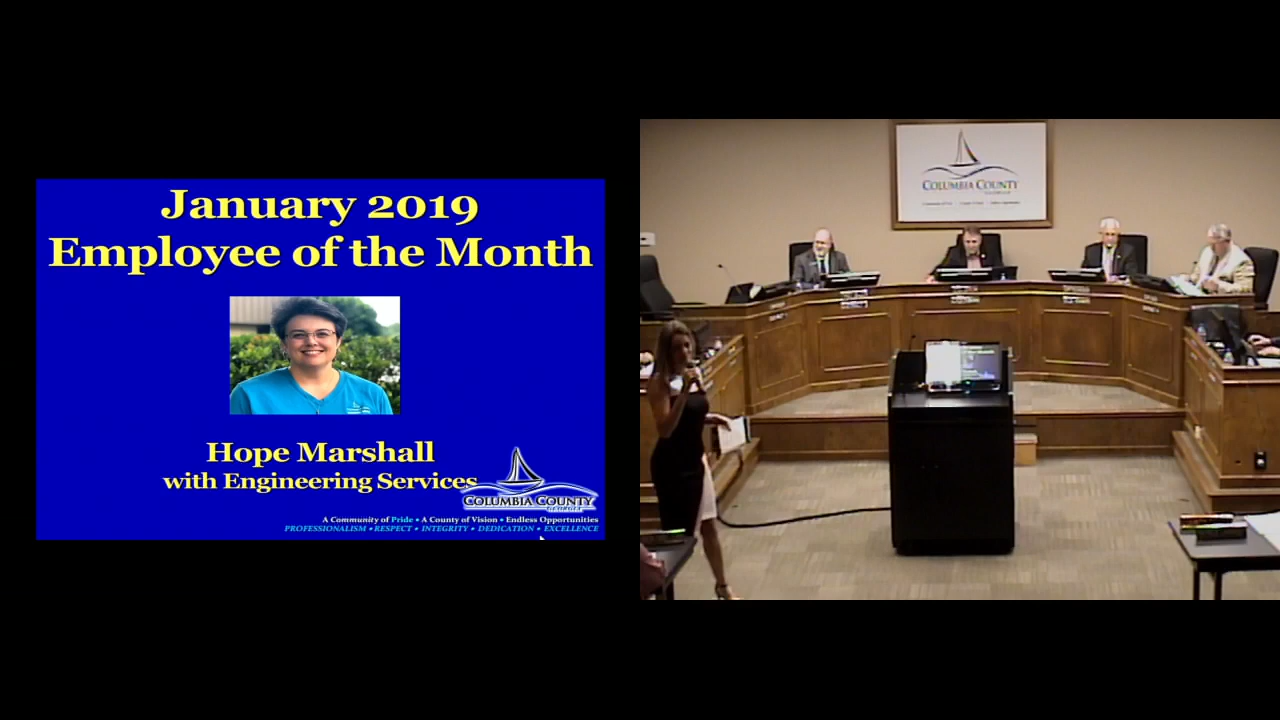 January 2019
Employee of the Month
Hope Marshall
with Engineering Services
COLUMBIA COUNTY
GEORGIA
A Community of Pride • A County of Vision • Endless Opportunities
PROFESSIONALISM • RESPECT • INTEGRITY • DEDICATION • EXCELLENCE
COLUMBIA COUNTY